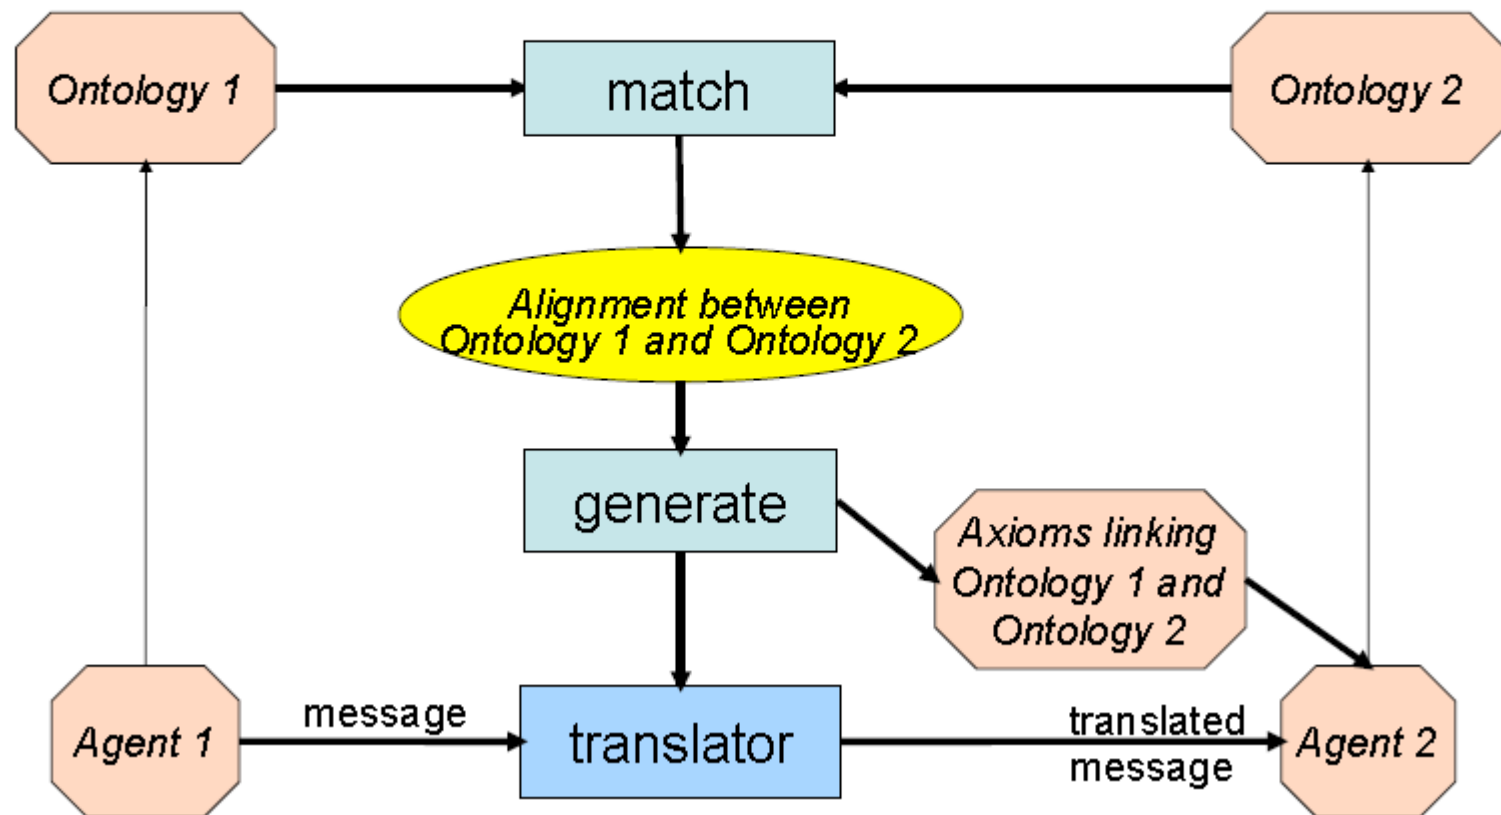 Ontology 1
match
Ontology 2
Alignment between
Ontology 1 and Ontology 2
generate
Axioms linking
Ontology 1 and
Ontology 2
Agent 1
message
translator
translated
message
Agent 2